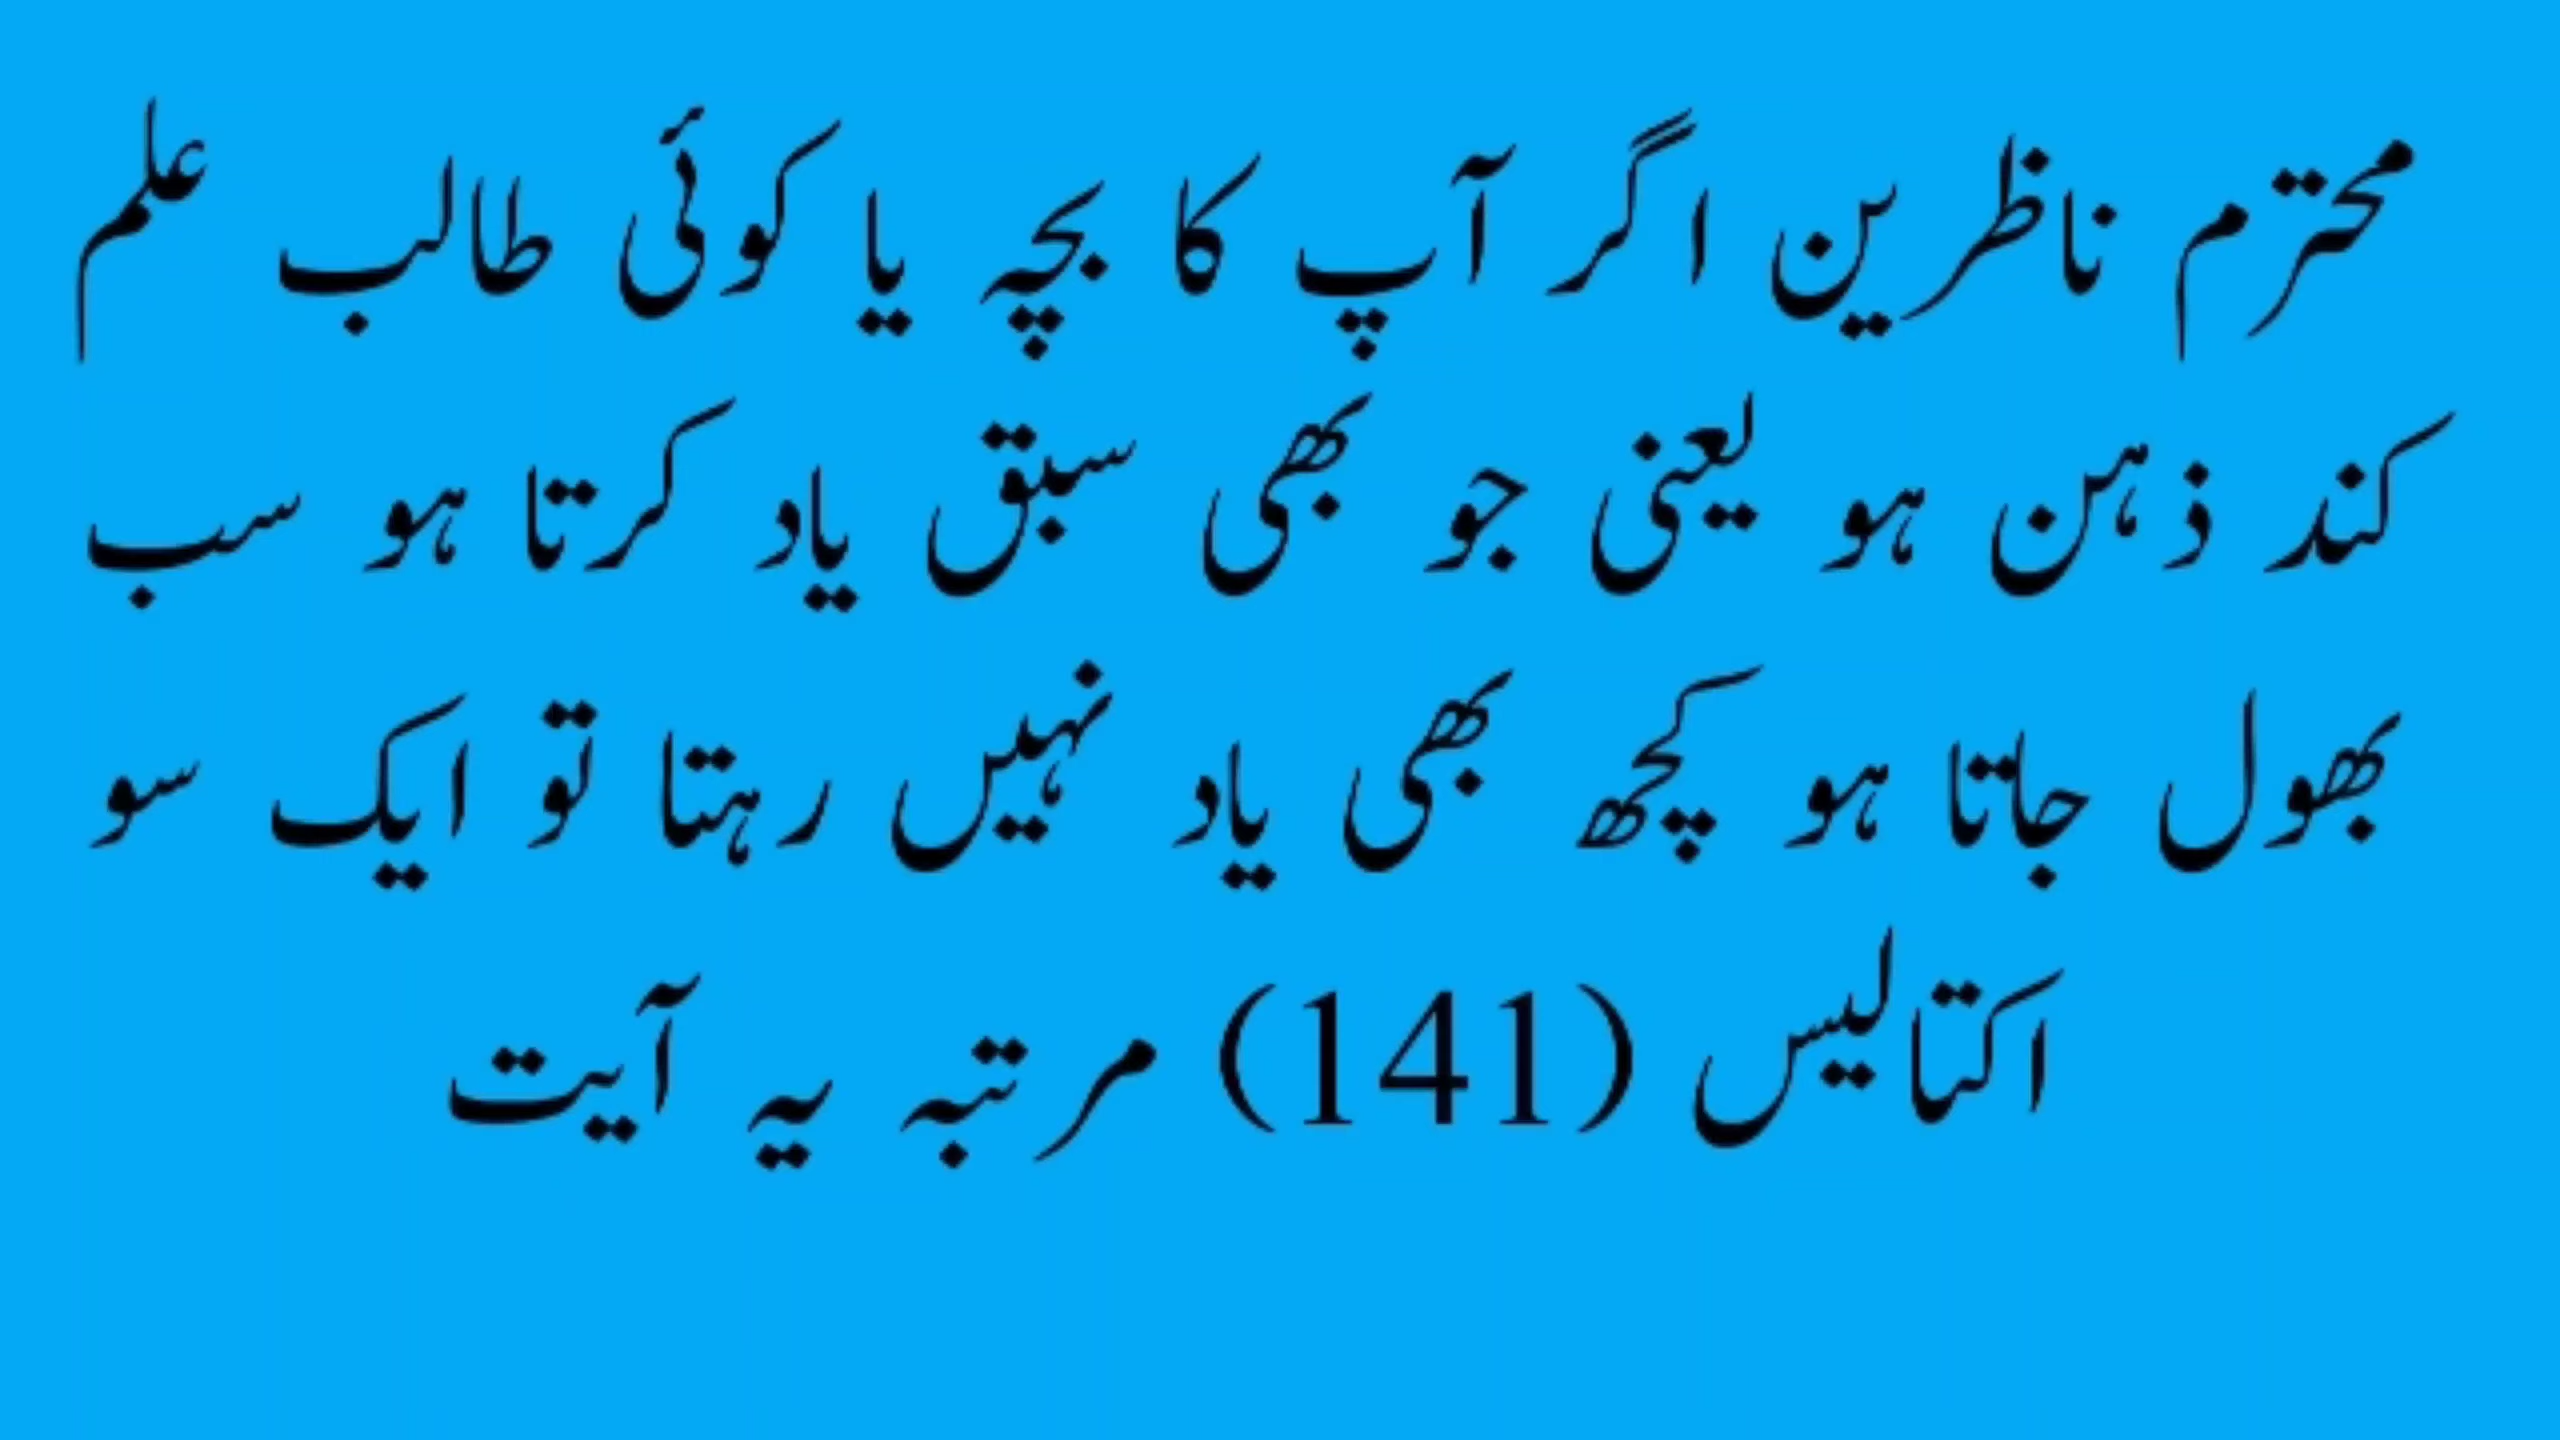 محترم ناظرین اگر آپ کا بچہ یا کوئی طالب علم
کند ذہن ہو یعنی جو بھی سبق یاد کرتا ہو سب
بھول جاتا ہو کچھ بھی یاد نہیں رہتا تو ایک سو
اکتالیس (141) مرتبہ یہ آیت